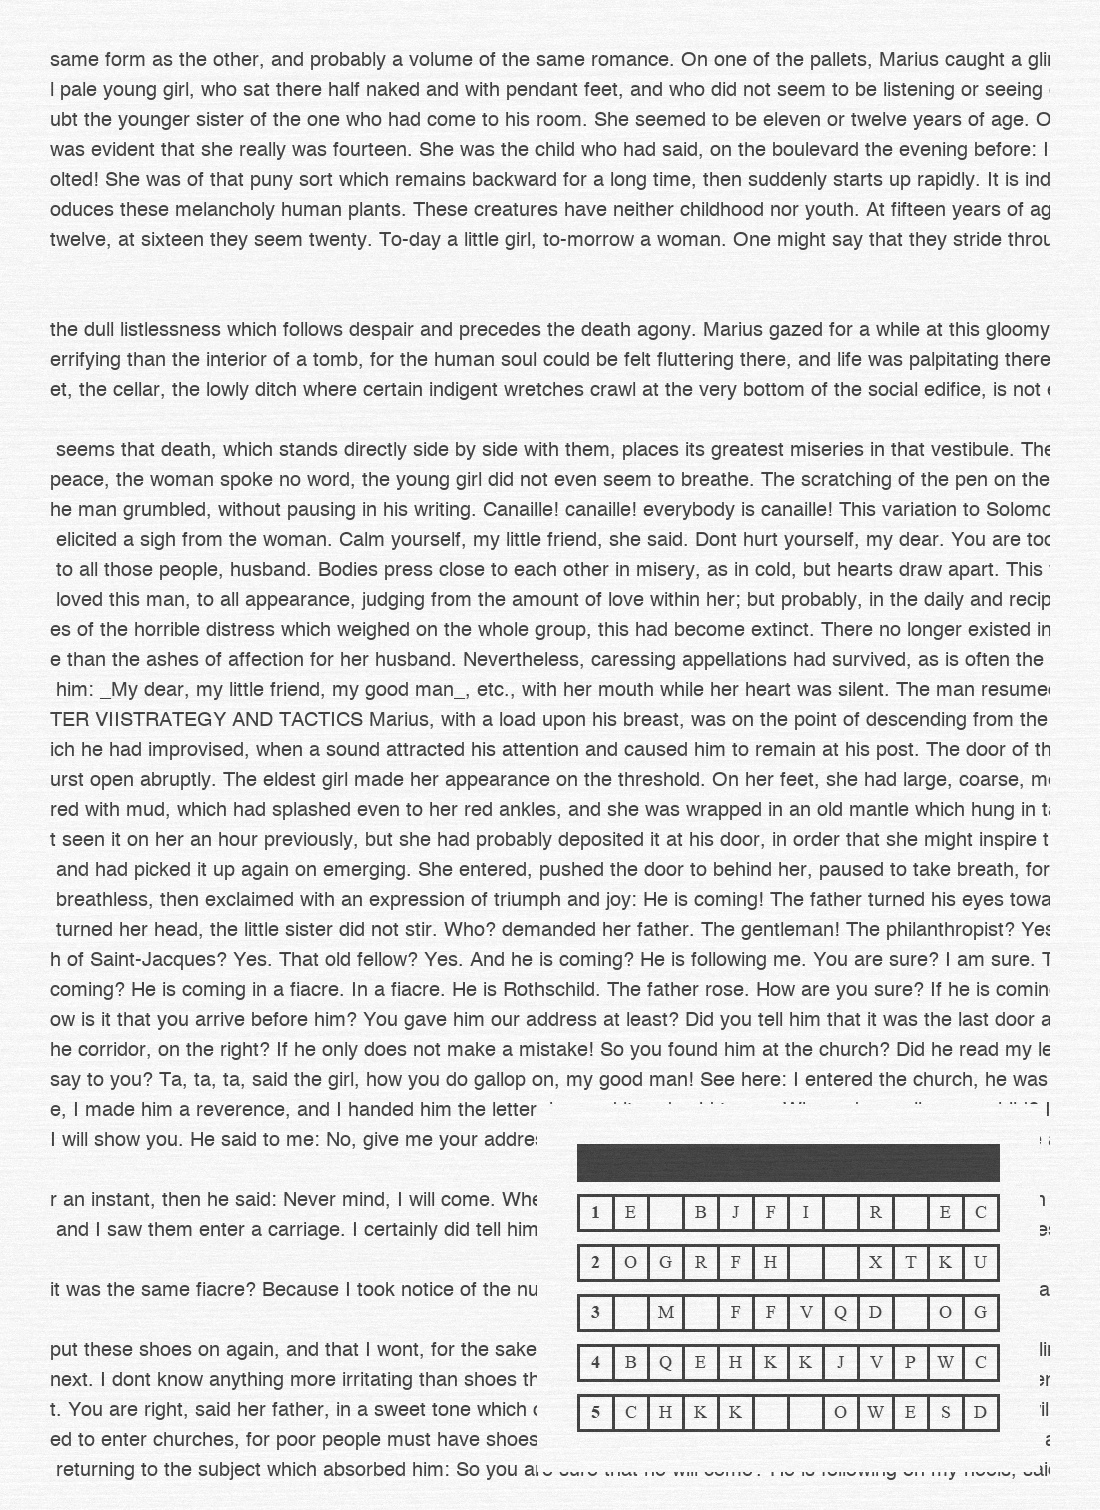 same form as the other, and probably a volume of the same romance. On one of the pallets, Marius caught a
l pale young girl, who sat there half naked and with pendant feet, and who did not seem to be listening or seeing
ubt the younger sister of the one who had come to his room. She seemed to be eleven or twelve years of age. O
was evident that she really was fourteen. She was the child who had said, on the boulevard the evening before: I
olted! She was of that puny sort which remains backward for a long time, then suddenly starts up rapidly. It is ind
oduces these melancholy human plants. These creatures have neither childhood nor youth. At fifteen years of ag
twelve, at sixteen they seem twenty. To-day a little girl, to-morrow a woman. One might say that they stride
the dull listlessness which follows despair and precedes the death agony. Marius gazed for a while at this gloomy
errifying than the interior of a tomb, for the human soul could be felt fluttering there, and life was palpitating there
et, the cellar, the lowly ditch where certain indigent wretches crawl at the very bottom of the social edifice, is not
seems that death, which stands directly side by side with them, places its greatest miseries in that vestibule. The
peace, the woman spoke no word, the young girl did not even seem to breathe. The scratching of the pen on the
he man grumbled, without pausing in his writing. Canaille! canaille! everybody is canaille! This variation to
elicited a sigh from the woman. Calm yourself, my little friend, she said. Dont hurt yourself, my dear. You are
to all those people, husband. Bodies press close to each other in misery, as in cold, but hearts draw apart. This
loved this man, to all appearance, judging from the amount of love within her; but probably, in the daily and recip
es of the horrible distress which weighed on the whole group, this had become extinct. There no longer existed in
e than the ashes of affection for her husband. Nevertheless, caressing appellations had survived, as is often the
him: _My dear, my little friend, my good man_, etc., with her mouth while her heart was silent. The man
TER VIISTRATEGY AND TACTICS Marius, with a load upon his breast, was on the point of descending from the
ich he had improvised, when a sound attracted his attention and caused him to remain at his post. The door of th
urst open abruptly. The eldest girl made her appearance on the threshold. On her feet, she had large, coarse,
red with mud, which had splashed even to her red ankles, and she was wrapped in an old mantle which hung in
t seen it on her an hour previously, but she had probably deposited it at his door, in order that she might inspire t
and had picked it up again on emerging. She entered, pushed the door to behind her, paused to take breath, for
breathless, then exclaimed with an expression of triumph and joy: He is coming! The father turned his eyes towa
turned her head, the little sister did not stir. Who? demanded her father. The gentleman! The philanthropist? Yes
h of Saint-Jacques? Yes. That old fellow? Yes. And he is coming? He is following me. You are sure? I am sure. T
coming? He is coming in a fiacre. In a fiacre. He is Rothschild. The father rose. How are you sure? If he is
ow is it that you arrive before him? You gave him our address at least? Did you tell him that it was the last door a
he corridor, on the right? If he only does not make a mistake! So you found him at the church? Did he read my le
say to you? Ta, ta, ta, said the girl, how you do gallop on, my good man! See here: I entered the church, he was
e, I made him a reverence, and I handed him the letter
I will show you. He said to me: No, give me your
r an instant, then he said: Never mind, I will come.
and I saw them enter a carriage. I certainly did tell him
it was the same fiacre? Because I took notice of the nu
put these shoes on again, and that I wont, for the sake
next. I dont know anything more irritating than shoes
t. You are right, said her father, in a sweet tone which
ed to enter churches, for poor people must have shoes
returning to the subject which absorbed him: So you are sure that he will come? He is following on my heels,
1 E B J F I R E C
2 O G R F H X T K U
3 M F F V Q D O G
4 B Q E H K K J V P W C
5 C H K K O W E S D